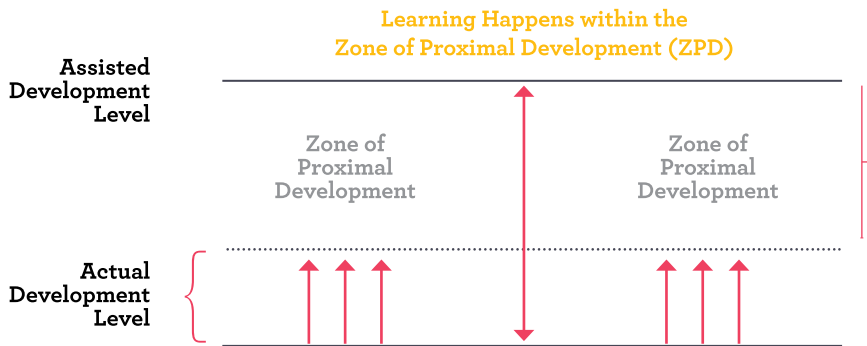 Learning Happens within the
Zone of Proximal Development (ZPD)
Assisted
Development
Level
Zone of
Proximal
Development
Zone of
Proximal
Development
Actual
Development
Level